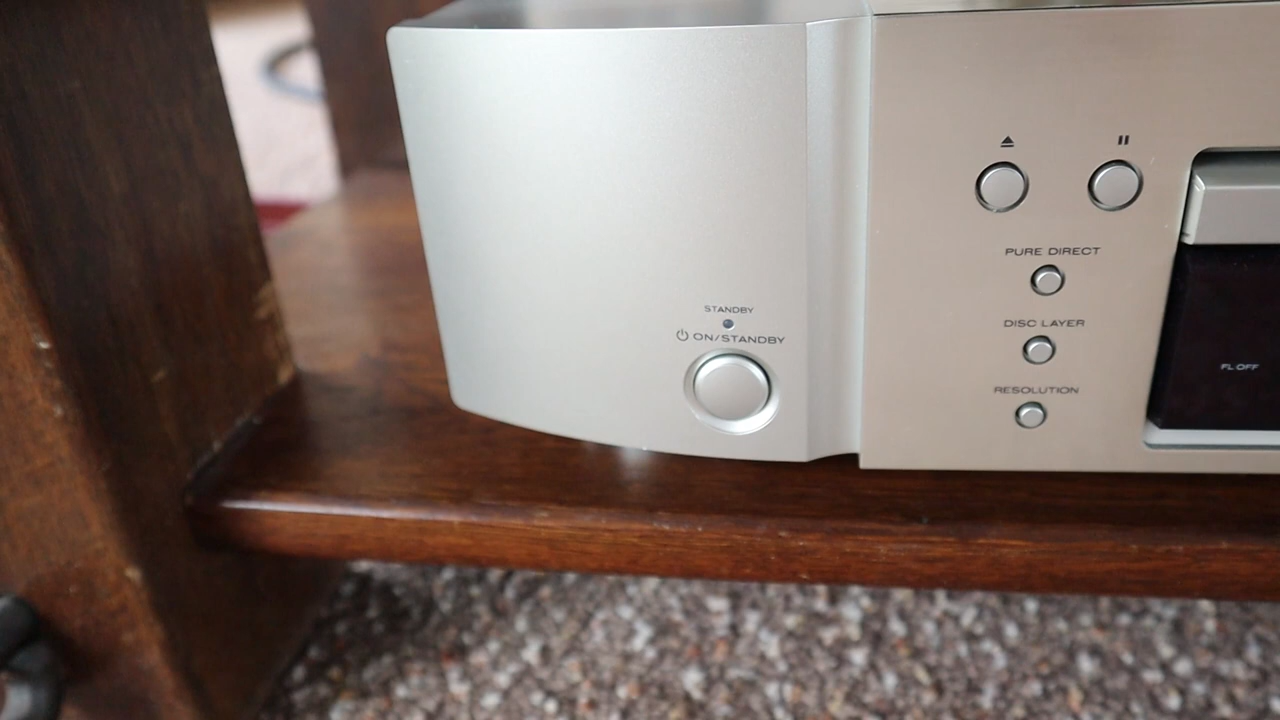 STANDBY
ON/STANDBY
PURE DIRECT
DISC LAYER
RESOLUTION
FL OFF